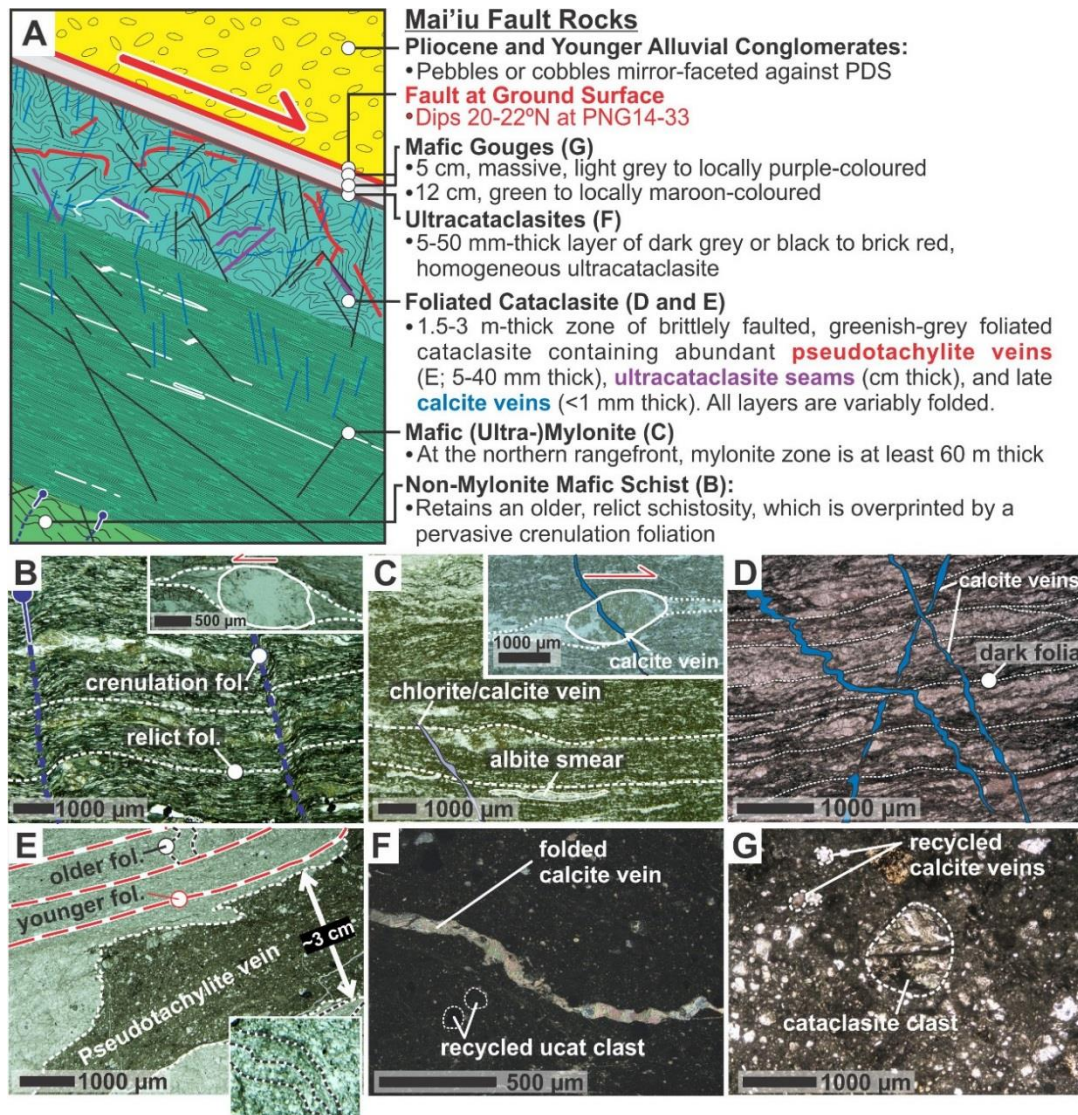 A
Mai'iu Fault Rocks
Pliocene and Younger Alluvial Conglomerates:
•Pebbles or cobbles mirror-faceted against PDS
Fault at Ground Surface
•Dips 20-22ºN at PNG14-33
Mafic Gouges (G)
•5 cm, massive, light grey to locally purple-coloured
•12 cm, green to locally maroon-coloured
Ultracataclasites (F)
•5-50 mm-thick layer of dark grey or black to brick red,
homogeneous ultracataclasite
Foliated Cataclasite (D and E)
•1.5-3 m-thick zone of brittlely faulted, greenish-grey foliated
cataclasite containing abundant pseudotachylite veins
(E; 5-40 mm thick), ultracataclasite seams (cm thick), and late
calcite veins (<1 mm thick). All layers are variably folded.
Mafic (Ultra-)Mylonite (C)
•At the northern rangefront, mylonite zone is at least 60 m thick
Non-Mylonite Mafic Schist (B):
•Retains an older, relict schistosity, which is overprinted by a
pervasive crenulation foliation
B
500 µm
crenulation fol.
relict fol.
1000 µm
C
1000 µm
calcite vein
chlorite/calcite vein
albite smear
1000 µm
D
calcite veins
dark folia
1000 µm
E
older fol.
younger fol.
~3 cm
Pseudotachylite vein
1000 µm
F
folded
calcite vein
recycled ucat clast
500 µm
G
recycled
calcite veins
cataclasite clast
1000 µm